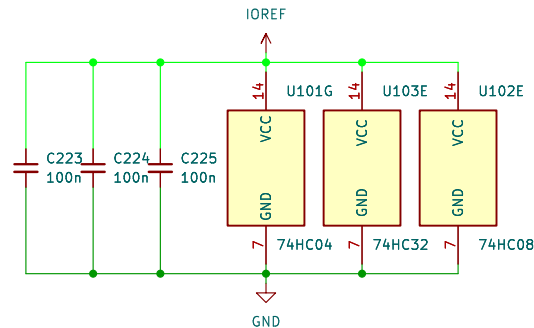 IOREF
14 U101G 14 U103E 14 U102E
VCC VCC VCC
C223 C224 C225
100n 100n 100n
GND GND GND
7 74HC04 7 74HC32 7 74HC08
GND